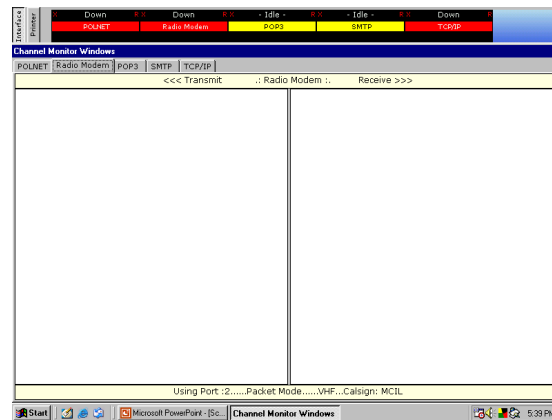 Interface
Printer
X Down R X Down R X - Idle - R X - Idle - R X Down R
POLNET Radio Modem POP3 SMTP TCP/IP
Channel Monitor Windows
POLNET Radio Modem POP3 SMTP TCP/IP
<<< Transmit .: Radio Modem :. Receive >>>
Using Port :2......Packet Mode.....VHF...Calsign: MCIL
Start Microsoft PowerPoint - [Sc... Channel Monitor Windows 5:39 PM